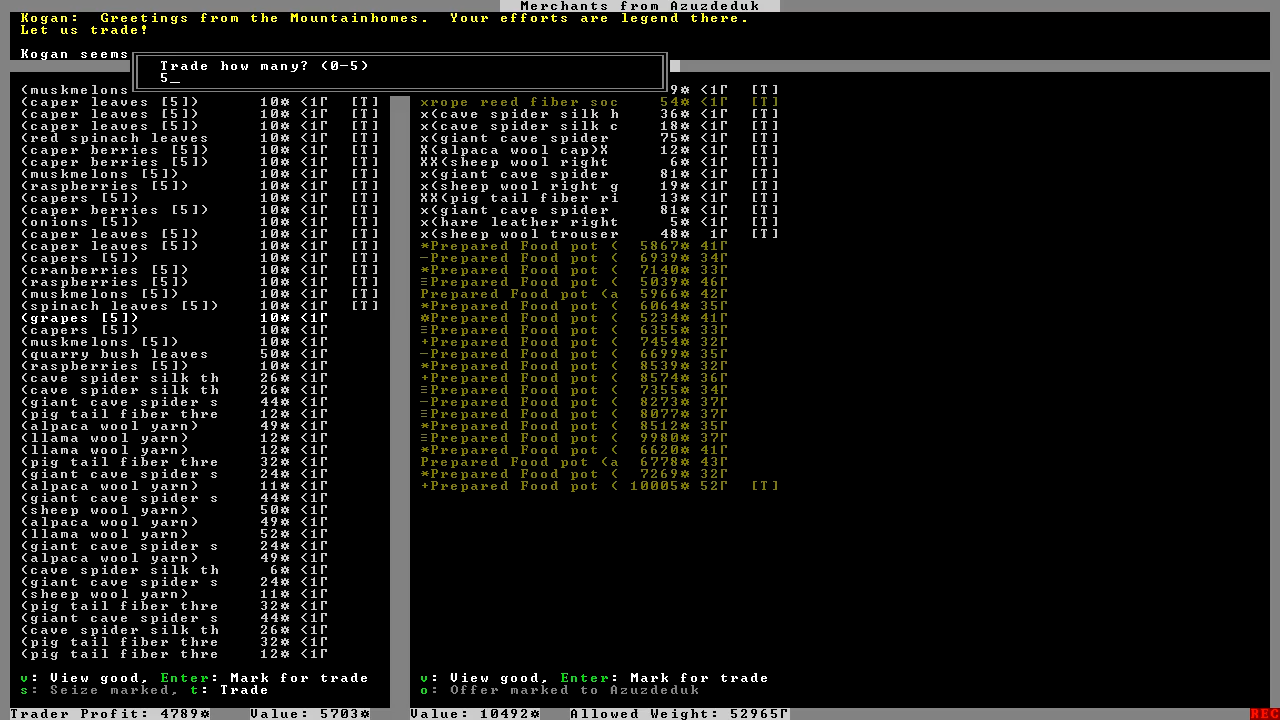 Merchants from Azuzdeduk
Kogan:  Greetings from the Mountainhomes.  Your efforts are legend there.
Let us trade!
Kogan seems
Trade how many? (0-5)
5_
(muskmelons 9☼ <1Γ [T]
(caper leaves [5]) 10☼ <1Γ [T] xrope reed fiber soc 54☼ <1Γ [T]
(caper leaves [5]) 10☼ <1Γ [T] x(cave spider silk h 36☼ <1Γ [T]
(caper leaves [5]) 10☼ <1Γ [T] x(cave spider silk c 18☼ <1Γ [T]
(red spinach leaves 10☼ <1Γ [T] x(giant cave spider 75☼ <1Γ [T]
(caper berries [5]) 10☼ <1Γ [T] X(alpaca wool cap)X 12☼ <1Γ [T]
(caper berries [5]) 10☼ <1Γ [T] XX(sheep wool right 6☼ <1Γ [T]
(muskmelons [5]) 10☼ <1Γ [T] x(giant cave spider 81☼ <1Γ [T]
(raspberries [5]) 10☼ <1Γ [T] x(sheep wool right g 19☼ <1Γ [T]
(capers [5]) 10☼ <1Γ [T] XX(pig tail fiber ri 13☼ <1Γ [T]
(caper berries [5]) 10☼ <1Γ [T] x(giant cave spider 81☼ <1Γ [T]
(onions [5]) 10☼ <1Γ [T] x(hare leather right 5☼ <1Γ [T]
(caper leaves [5]) 10☼ <1Γ [T] x(sheep wool trouser 48☼ 1Γ [T]
(caper leaves [5]) 10☼ <1Γ [T] *Prepared Food pot ( 5867☼ 41Γ
(capers [5]) 10☼ <1Γ [T] -Prepared Food pot ( 6939☼ 34Γ
(cranberries [5]) 10☼ <1Γ [T] *Prepared Food pot ( 7140☼ 33Γ
(raspberries [5]) 10☼ <1Γ [T] ≡Prepared Food pot ( 5039☼ 46Γ
(muskmelons [5]) 10☼ <1Γ [T] Prepared Food pot (a 5966☼ 42Γ
(spinach leaves [5]) 10☼ <1Γ [T] *Prepared Food pot ( 6064☼ 35Γ
(grapes [5]) 10☼ <1Γ ☼Prepared Food pot ( 5234☼ 41Γ
(capers [5]) 10☼ <1Γ ≡Prepared Food pot ( 6355☼ 33Γ
(muskmelons [5]) 10☼ <1Γ +Prepared Food pot ( 7454☼ 32Γ
(quarry bush leaves 50☼ <1Γ -Prepared Food pot ( 6699☼ 35Γ
(raspberries [5]) 10☼ <1Γ *Prepared Food pot ( 8539☼ 32Γ
(cave spider silk th 26☼ <1Γ +Prepared Food pot ( 8574☼ 36Γ
(cave spider silk th 26☼ <1Γ ≡Prepared Food pot ( 7355☼ 34Γ
(giant cave spider s 44☼ <1Γ -Prepared Food pot ( 8273☼ 37Γ
(pig tail fiber thre 12☼ <1Γ ≡Prepared Food pot ( 8077☼ 37Γ
(alpaca wool yarn) 49☼ <1Γ *Prepared Food pot ( 8512☼ 35Γ
(llama wool yarn) 12☼ <1Γ ≡Prepared Food pot ( 9980☼ 37Γ
(llama wool yarn) 12☼ <1Γ *Prepared Food pot ( 6620☼ 41Γ
(pig tail fiber thre 32☼ <1Γ Prepared Food pot (a 6778☼ 43Γ
(giant cave spider s 24☼ <1Γ *Prepared Food pot ( 7269☼ 32Γ
(alpaca wool yarn) 11☼ <1Γ +Prepared Food pot ( 10005☼ 52Γ [T]
(giant cave spider s 44☼ <1Γ
(sheep wool yarn) 50☼ <1Γ
(alpaca wool yarn) 49☼ <1Γ
(llama wool yarn) 52☼ <1Γ
(giant cave spider s 24☼ <1Γ
(alpaca wool yarn) 49☼ <1Γ
(cave spider silk th 6☼ <1Γ
(giant cave spider s 24☼ <1Γ
(sheep wool yarn) 11☼ <1Γ
(pig tail fiber thre 32☼ <1Γ
(giant cave spider s 44☼ <1Γ
(cave spider silk th 26☼ <1Γ
(pig tail fiber thre 32☼ <1Γ
(pig tail fiber thre 12☼ <1Γ
v: View good, Enter: Mark for trade v: View good, Enter: Mark for trade
s: Seize marked, t: Trade o: Offer marked to Azuzdeduk
Trader Profit: 4789☼ Value: 5703☼ Value: 10492☼ Allowed Weight: 52965Γ REC